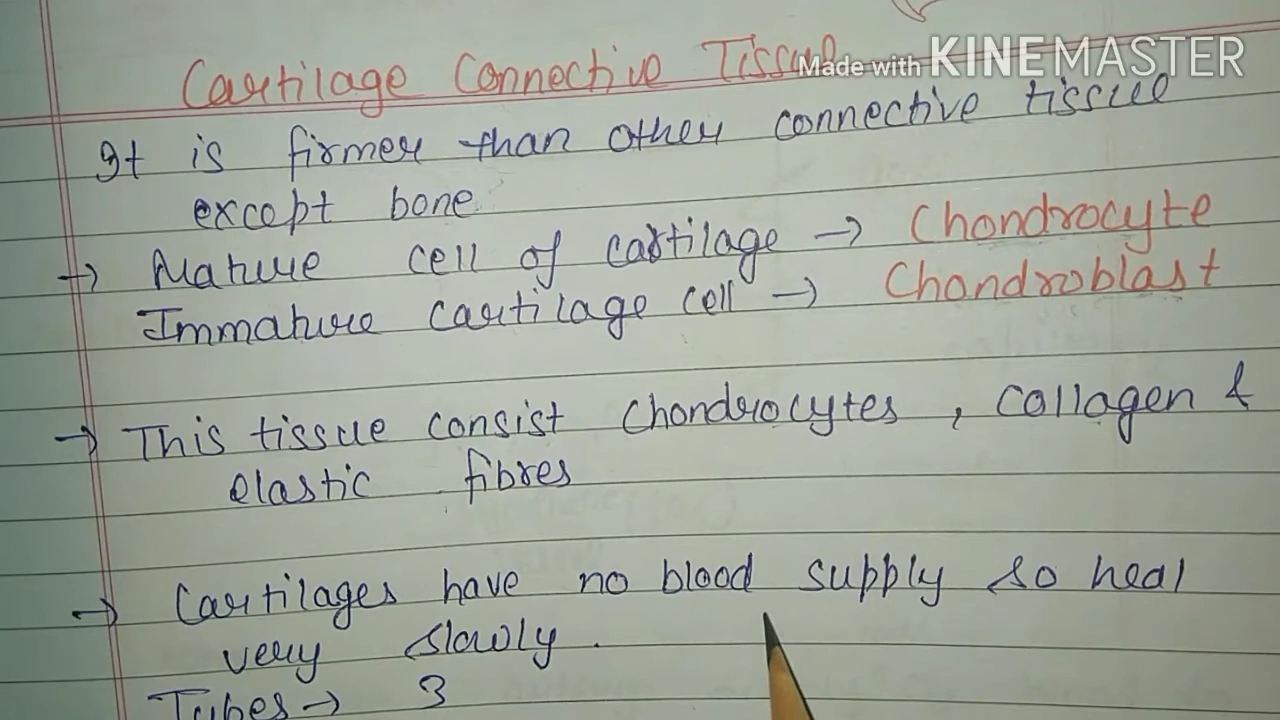 Made with KINEMASTER
Cartilage Connective Tissue
It is firmer than other connective tissue
except bone
→ Mature cell of cartilage → Chondrocyte
Immature cartilage cell → Chondroblast
→ This tissue consist Chondrocytes, collagen &
elastic fibres
→ Cartilages have no blood supply so heal
very slowly.
Types → 3